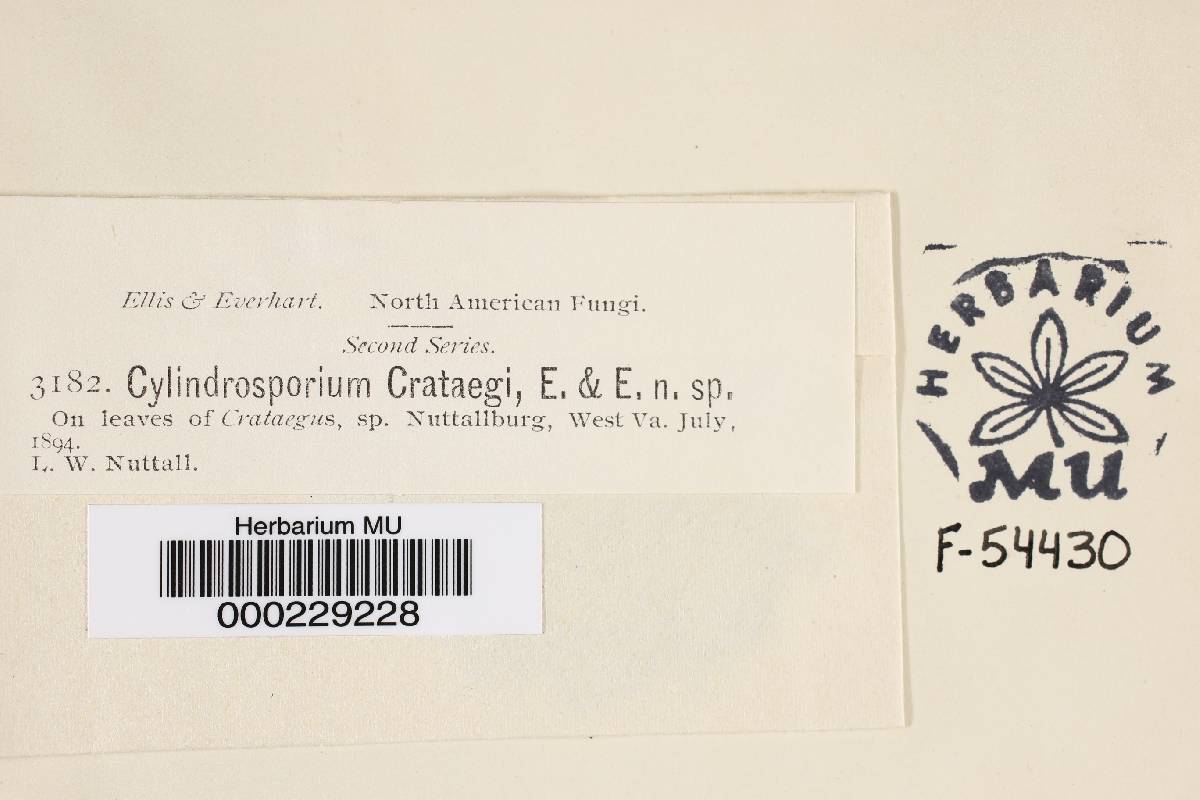 Ellis & Everhart. North American Fungi.
Second Series.
3182. Cylindrosporium Crataegi, E. & E. n. sp.
On leaves of Crataegus, sp. Nuttallburg, West Va. July,
1894.
L. W. Nuttall.
Herbarium MU
000229228
HERBARIUM
MU
F-54430